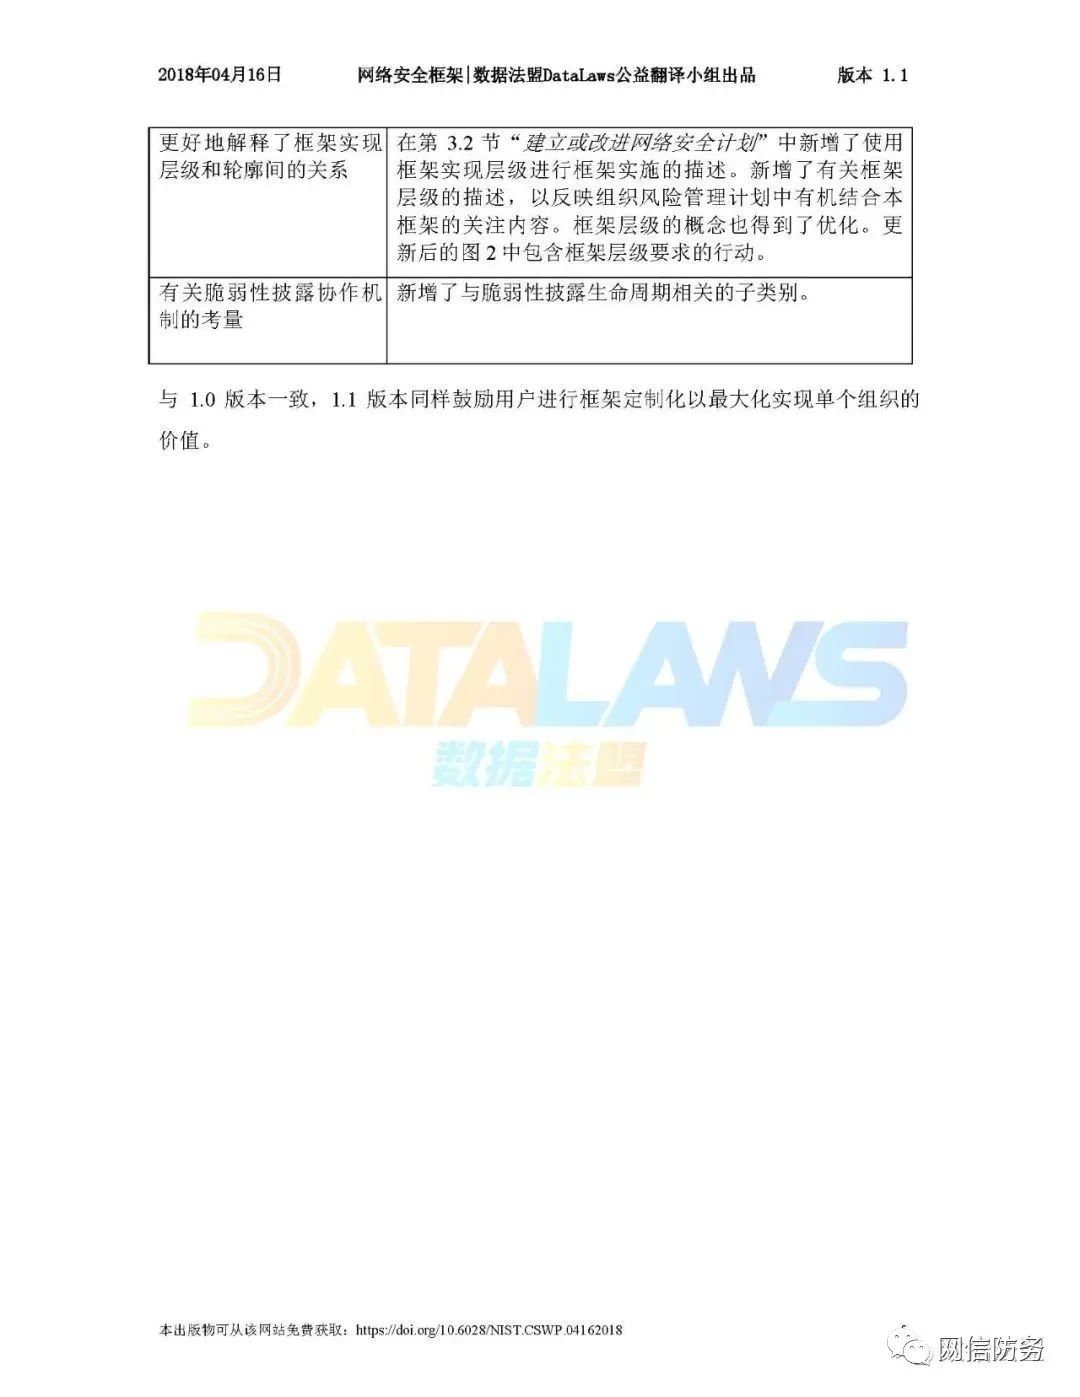 2018年04月16日 网络安全框架|数据法盟DataLaws公益翻译小组出品 版本 1.1
更好地解释了框架实现
层级和轮廓间的关系
在第 3.2 节“建立或改进网络安全计划”中新增了使用
框架实现层级进行框架实施的描述。新增了有关框架
层级的描述，以反映组织风险管理计划中有机结合本
框架的关注内容。框架层级的概念也得到了优化。更
新后的图 2 中包含框架层级要求的行动。
有关脆弱性披露协作机
制的考量
新增了与脆弱性披露生命周期相关的子类别。
与 1.0 版本一致，1.1 版本同样鼓励用户进行框架定制化以最大化实现单个组织的
价值。
DATALAWS
数据法盟
本出版物可从该网站免费获取：https://doi.org/10.6028/NIST.CSWP.04162018
网信防务